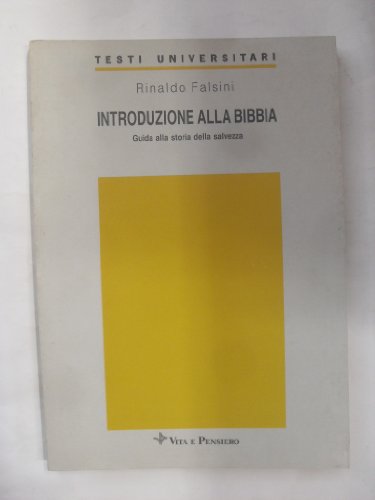 TESTI UNIVERSITARI
Rinaldo Falsini
INTRODUZIONE ALLA BIBBIA
Guida alla storia della salvezza
VITA E PENSIERO